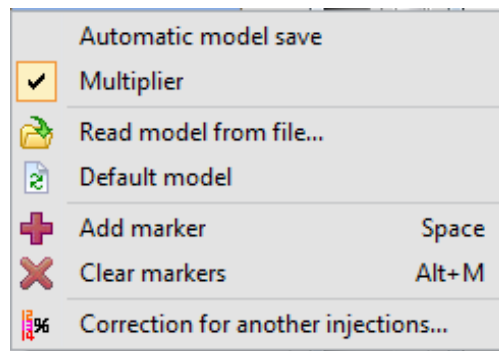 Automatic model save
Multiplier
Read model from file...
Default model
Add marker Space
Clear markers Alt+M
Correction for another injections...